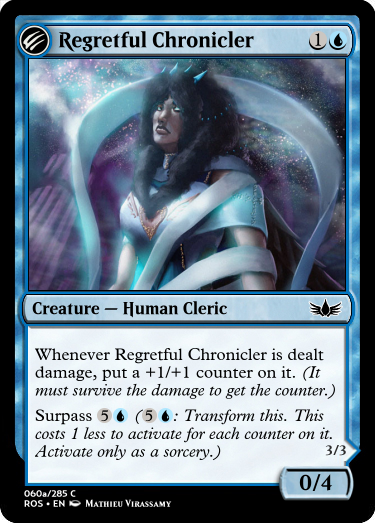 Regretful Chronicler 1
Creature — Human Cleric
Whenever Regretful Chronicler is dealt
damage, put a +1/+1 counter on it. (It
must survive the damage to get the counter.)
Surpass 5 (5: Transform this. This
costs 1 less to activate for each counter on it.
Activate only as a sorcery.)
3/3
0/4
060a/285 C
ROS • EN Mathieu Virassamy